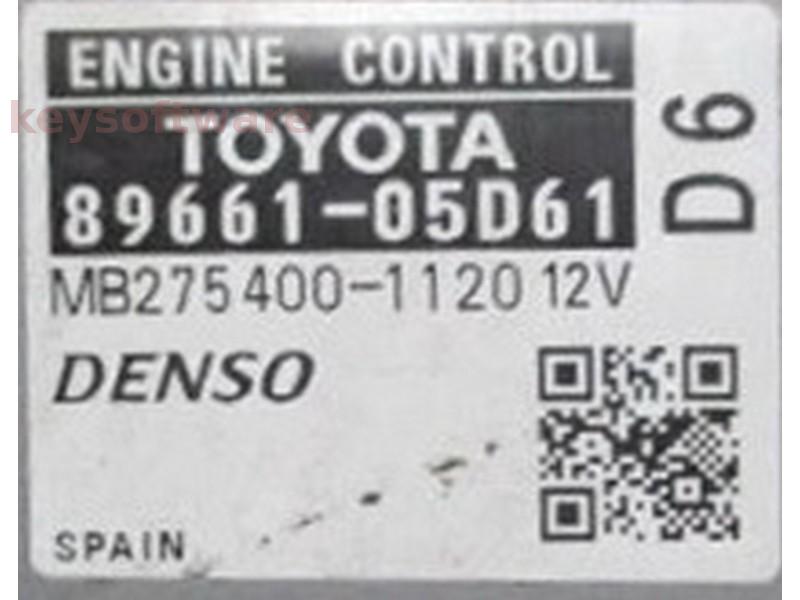 ENGINE CONTROL
keysoftware
TOYOTA
89661-05D61
D6
MB275400-1120 12V
DENSO
SPAIN